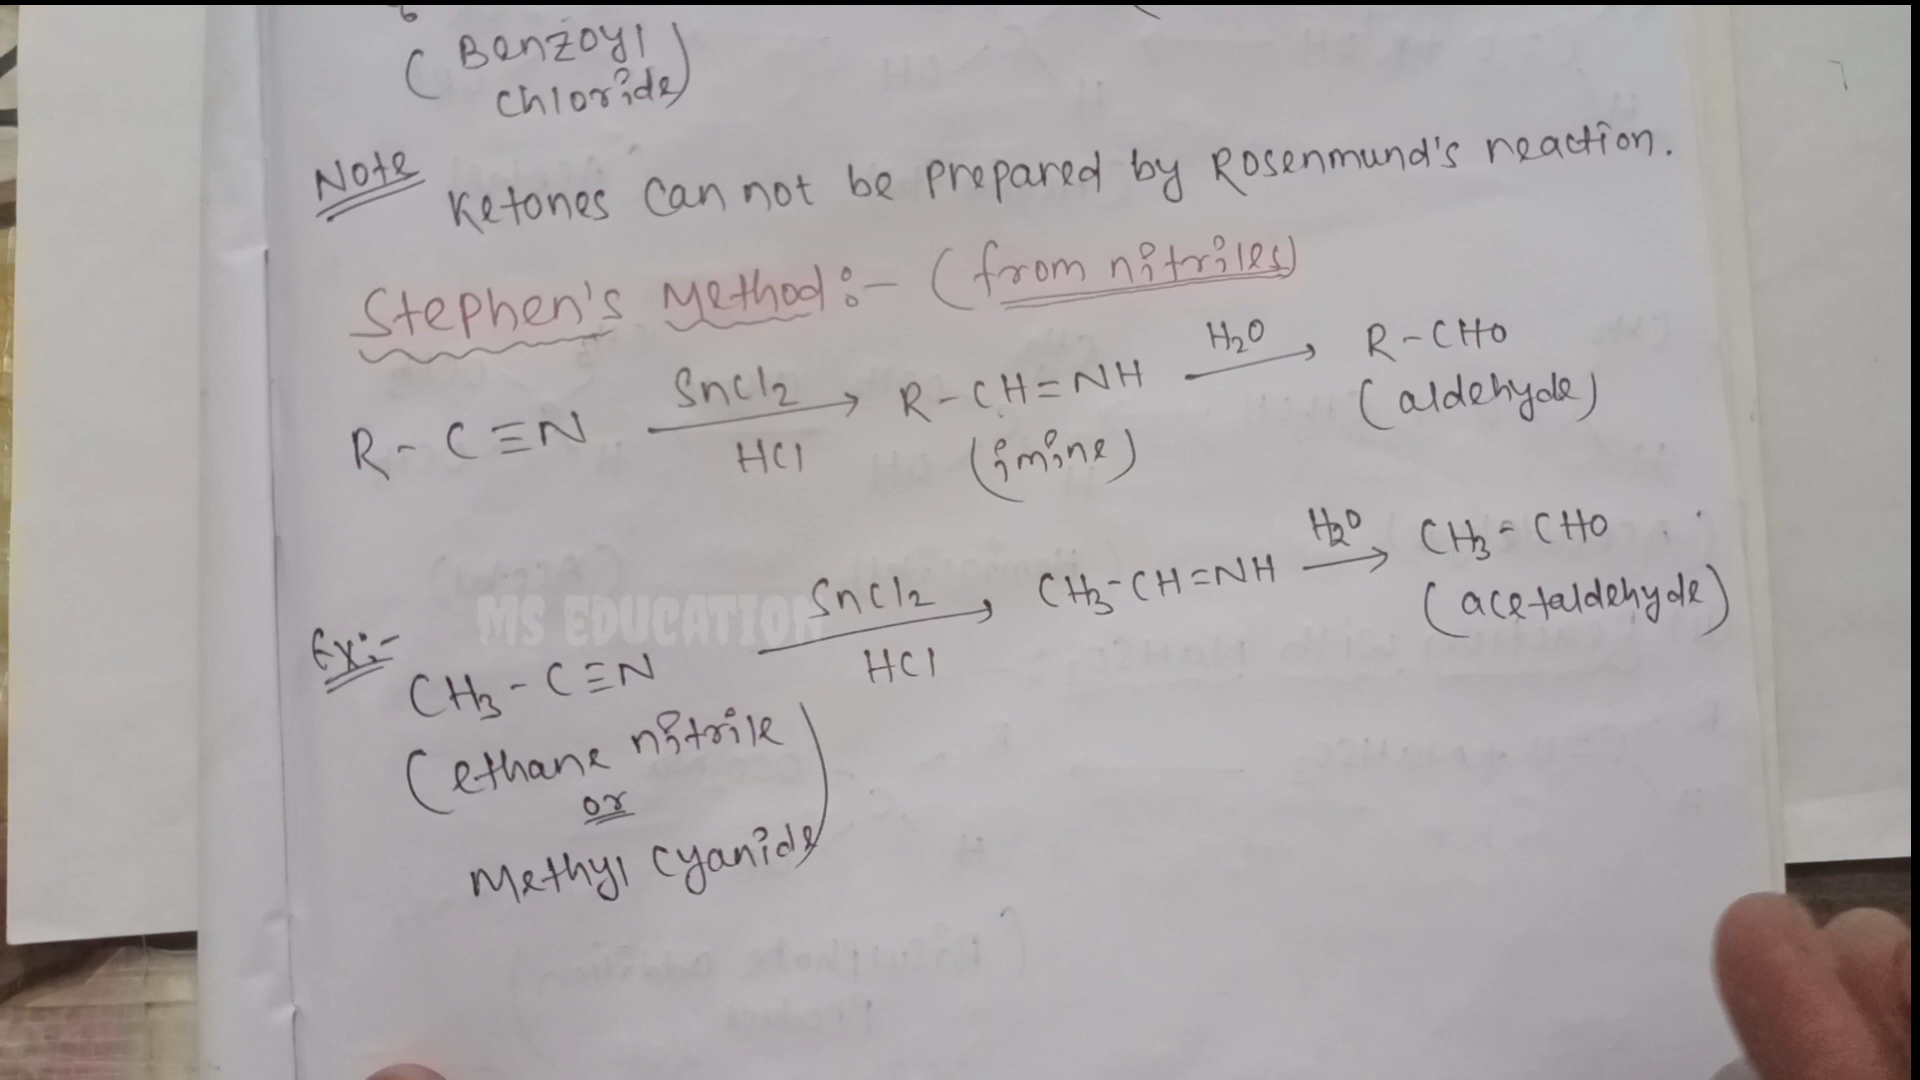 ( Benzoyl
chloride)
Note
Ketones can not be prepared by Rosenmund's reaction.
Stephen's Method:- (from nitriles)
R-C≡N SnCl2 HCl → R-CH=NH H2O → R-CHO
(imine) (aldehyde)
Ex:-
CH3-C≡N SnCl2 HCl → CH3-CH=NH H2O → CH3-CHO
(acetaldehyde)
(ethane nitrile
or
Methyl cyanide)
MS EDUCATION